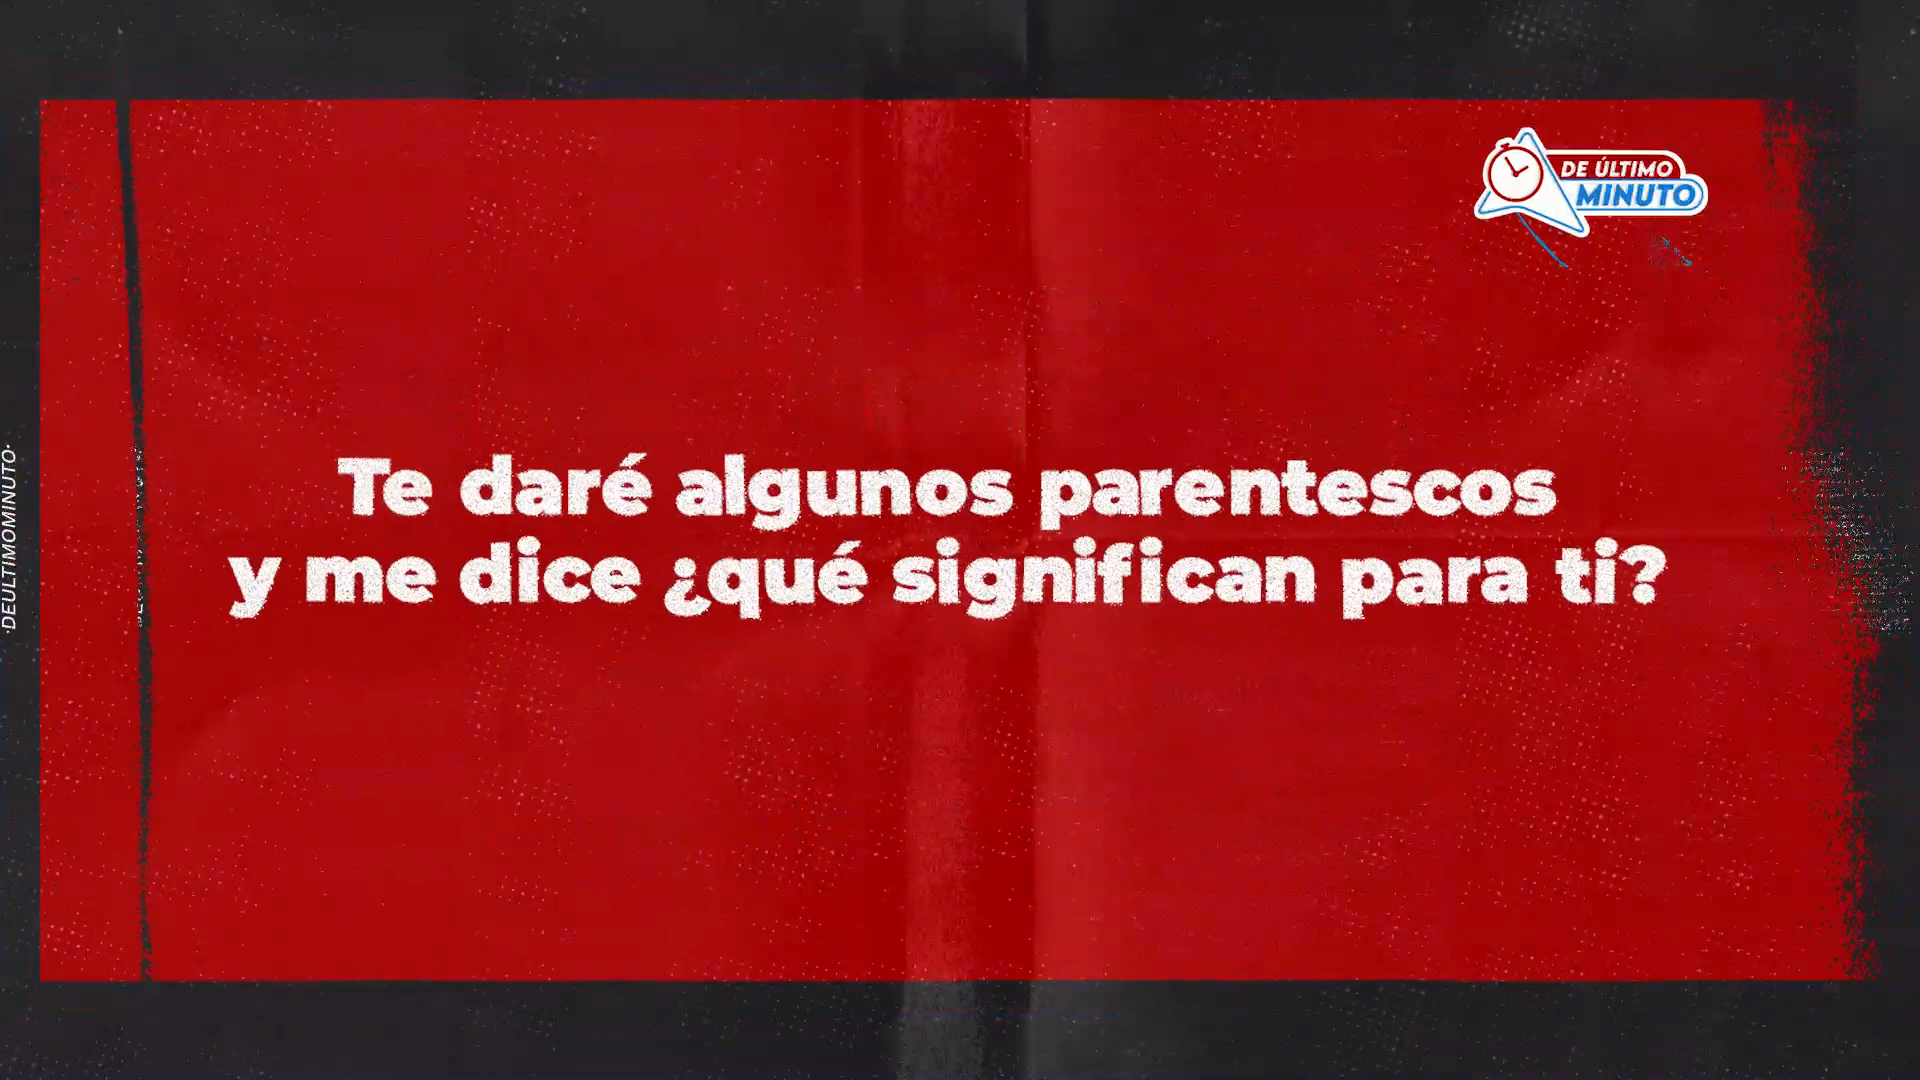 DE ÚLTIMO
MINUTO
Te daré algunos parentescos
y me dice ¿qué significan para ti?
·DEULTIMOMINUTO·